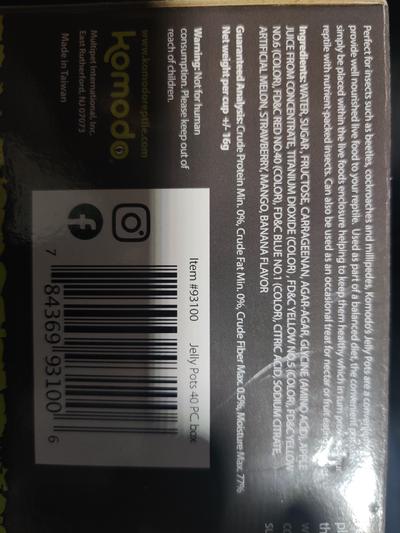 Perfect for insects such as beetles, cockroaches and millipedes, Komodo's Jelly Pots are a
provide well nourished live food to your reptile. Used as part of a balanced diet, the convenient
simply be placed within the live food enclosure helping to keep them healthy which in turn
reptile with nutrient-packed insects. Can also be used as an occasional treat for nectar or fruit
Ingredients: WATER, SUGAR, FRUCTOSE, CARRAGEENAN, AGAR-AGAR, GLYCINE (AMINO ACID), APPLE
JUICE FROM CONCENTRATE, TITANIUM DIOXIDE (COLOR), FD&C YELLOW NO.5 (COLOR), FD&C YELLOW
NO.6 (COLOR), FD&C RED NO.40 (COLOR), FD&C BLUE NO.1 (COLOR), CITRIC ACID, SODIUM CITRATE,
ARTIFICIAL MELON, STRAWBERRY, MANGO, BANANA FLAVOR
Guaranteed Analysis: Crude Protein Min. 0%, Crude Fat Min. 0%, Crude Fiber Max. 0.5%, Moisture Max. 77%
Net weight per cup +/- 16g
Warning: Not for human
consumption. Please keep out of
reach of children.
www.komodoreptile.com
Komodo
Multipet International, Inc.
East Rutherford, NJ 07073
Made in Taiwan
Item #93100 Jelly Pots 40 PC.box
7 84369 93100 6